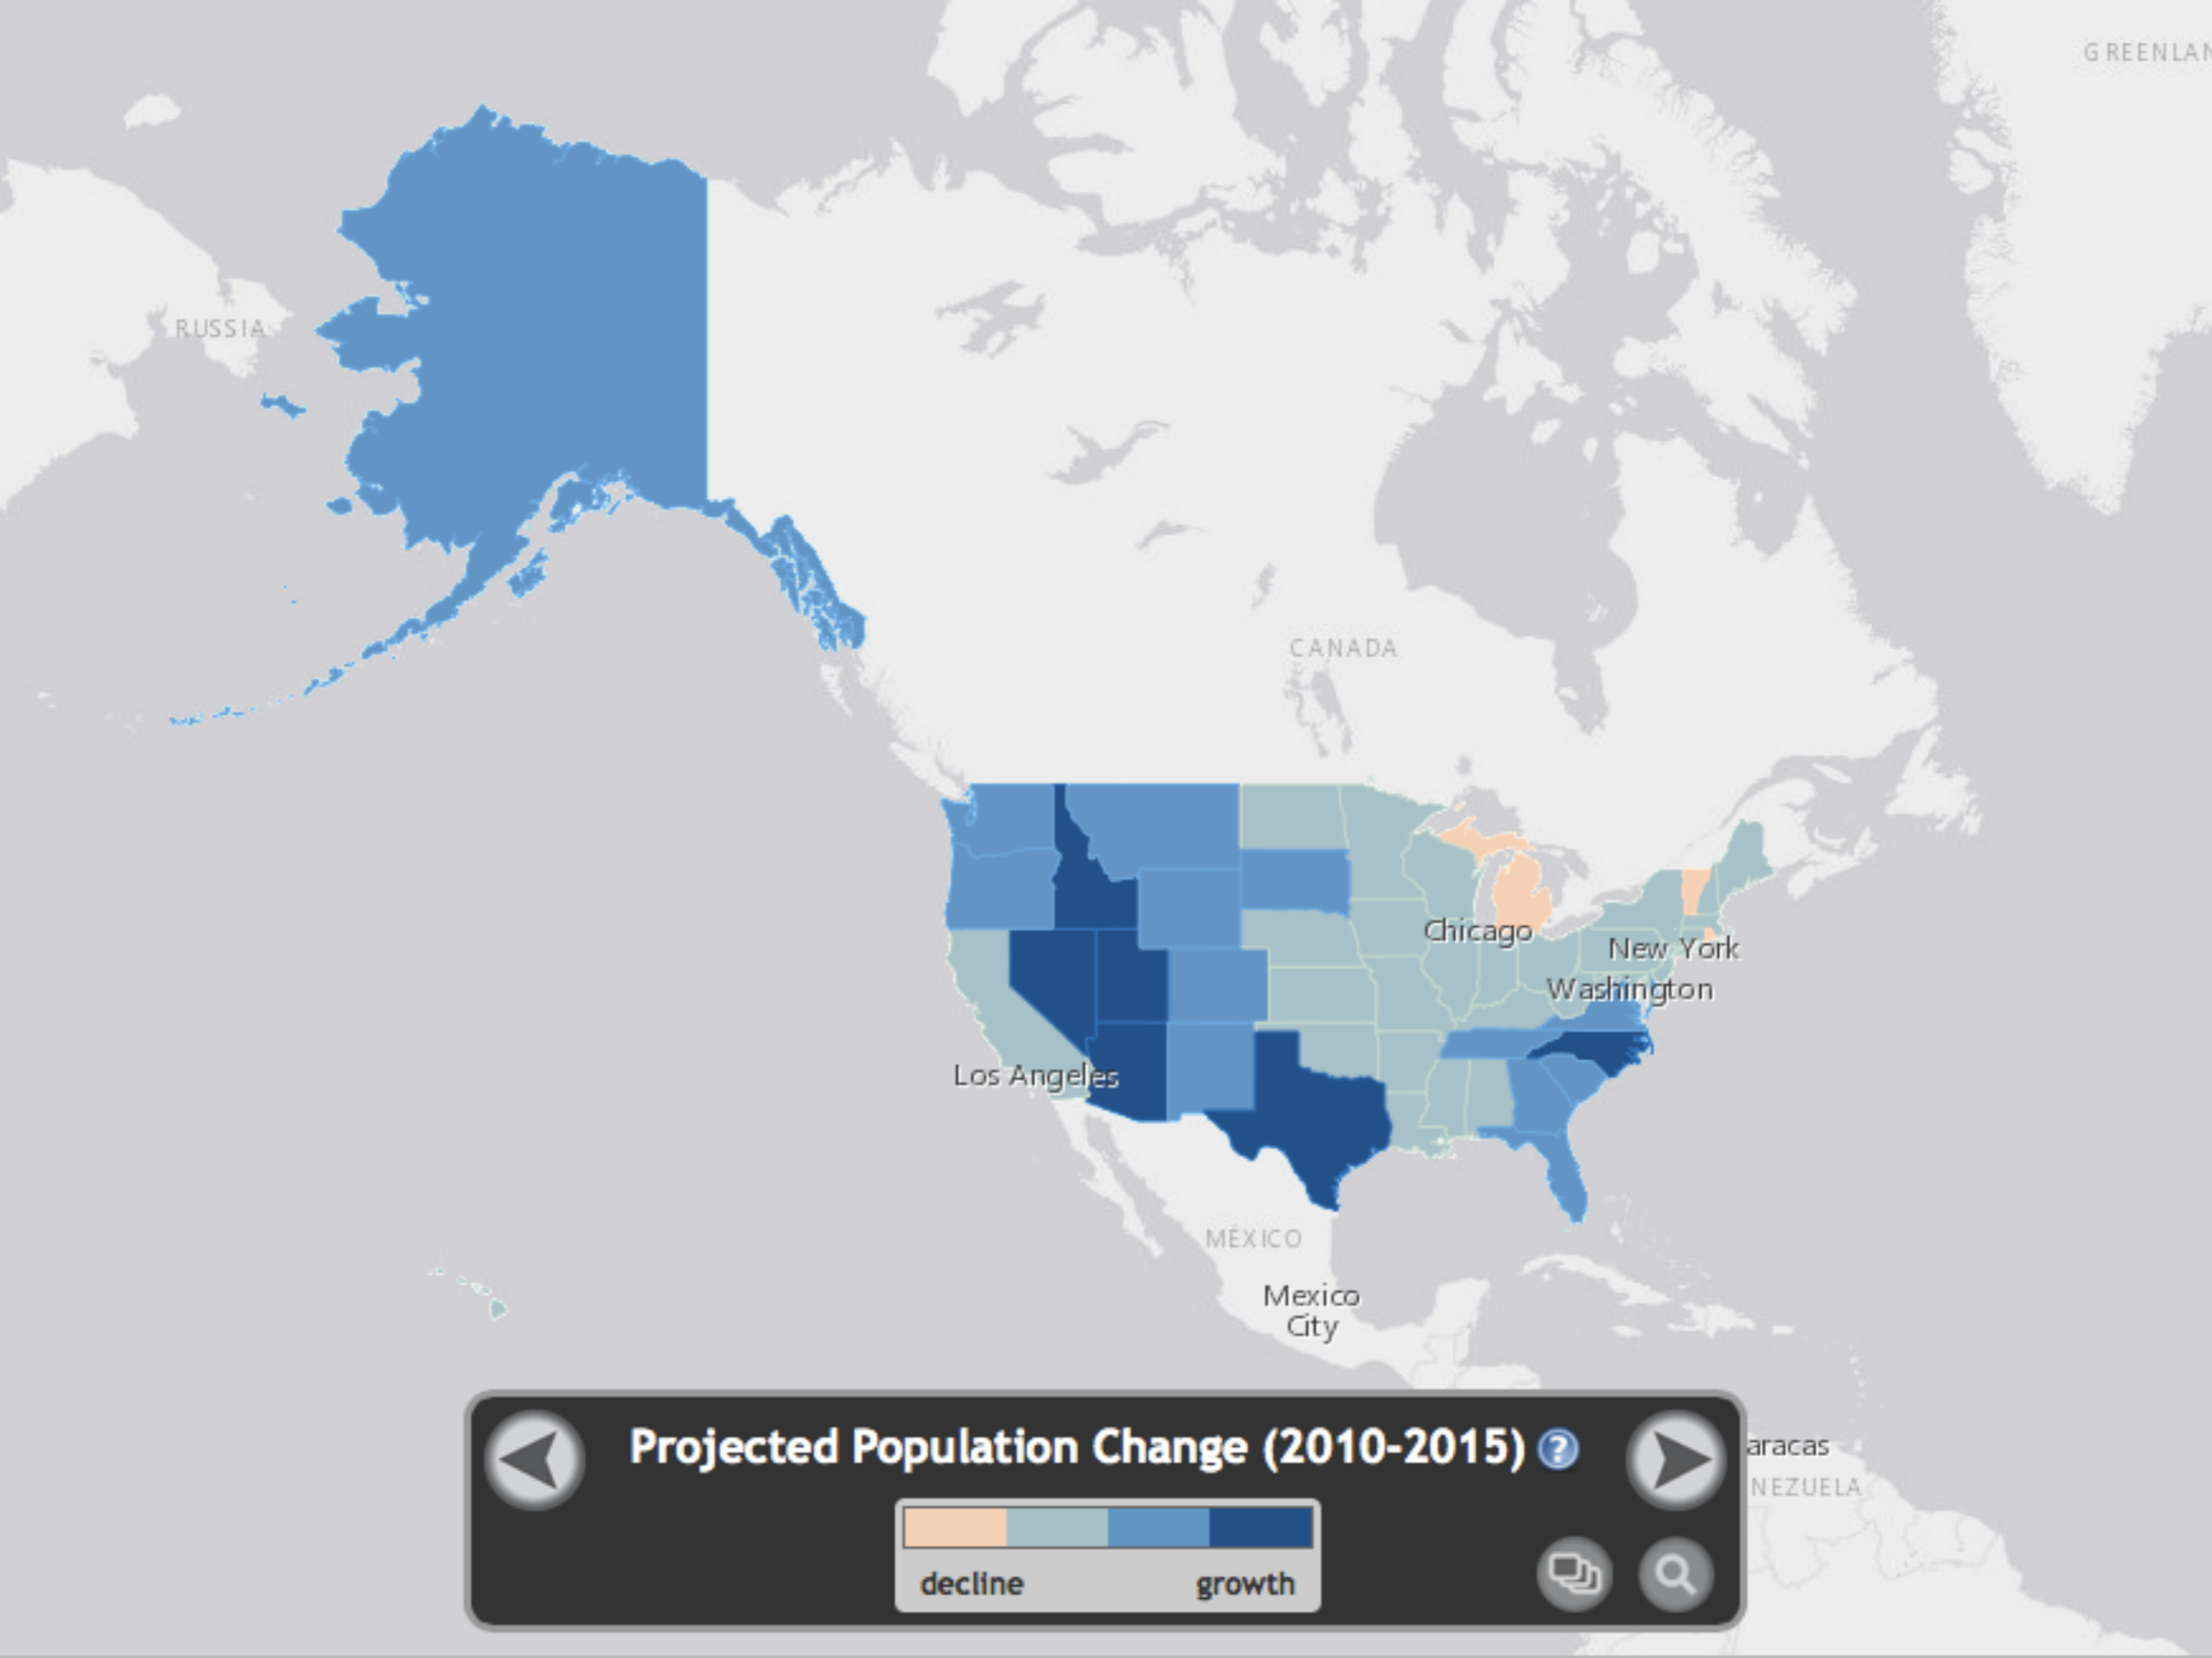 GREENLAN
RUSSIA
CANADA
Chicago
New York
Washington
Los Angeles
MÉXICO
Mexico
City
aracas
NEZUELA
Projected Population Change (2010-2015) ?
decline
growth